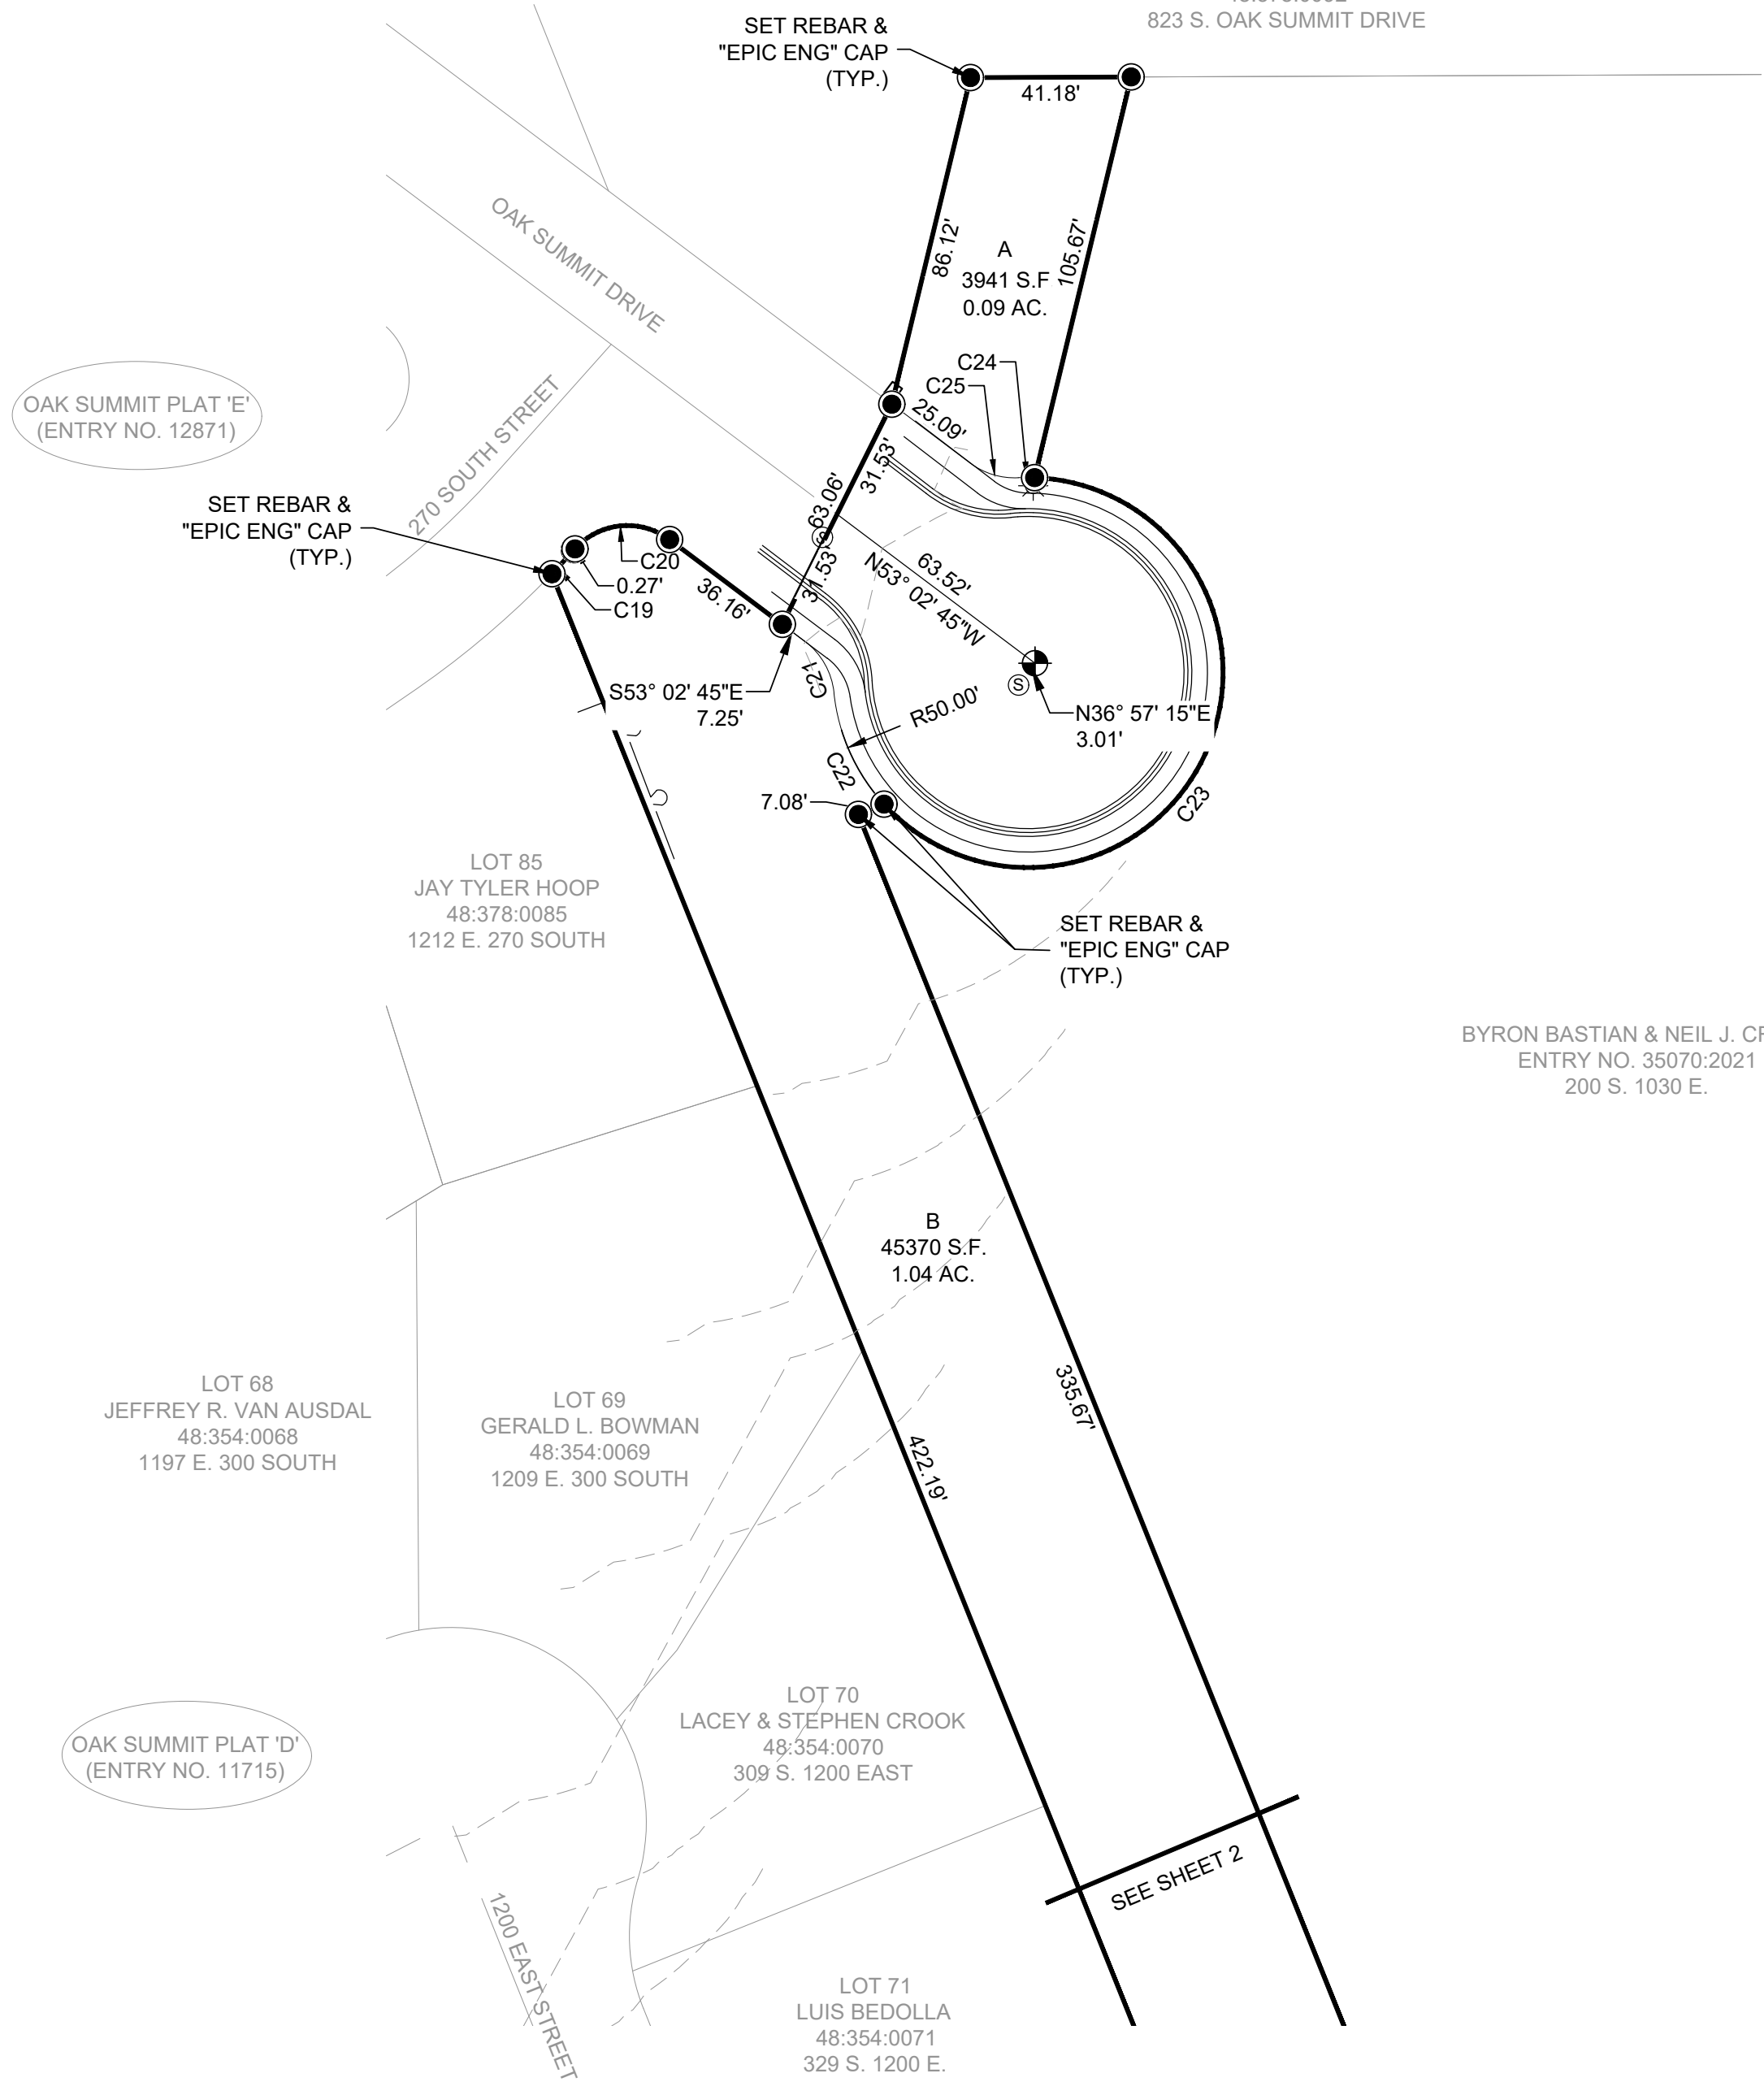 823 S. OAK SUMMIT DRIVE
SET REBAR &
"EPIC ENG" CAP
(TYP.)
41.18'
OAK SUMMIT DRIVE
86.12'
105.67'
A
3941 S.F
0.09 AC.
C24
C25
25.09'
OAK SUMMIT PLAT 'E'
(ENTRY NO. 12871)
270 SOUTH STREET
SET REBAR &
"EPIC ENG" CAP
(TYP.)
31.53'
63.06'
S
31.53'
C20
0.27'
C19
36.16'
63.52'
N53° 02' 45"W
C21
S53° 02' 45"E
7.25'
S
R50.00'
N36° 57' 15"E
3.01'
C22
7.08'
C23
LOT 85
JAY TYLER HOOP
48:378:0085
1212 E. 270 SOUTH
SET REBAR &
"EPIC ENG" CAP
(TYP.)
BYRON BASTIAN & NEIL J.
ENTRY NO. 35070:2021
200 S. 1030 E.
B
45370 S.F.
1.04 AC.
335.67'
422.19'
LOT 68
JEFFREY R. VAN AUSDAL
48:354:0068
1197 E. 300 SOUTH
LOT 69
GERALD L. BOWMAN
48:354:0069
1209 E. 300 SOUTH
LOT 70
LACEY & STEPHEN CROOK
48:354:0070
309 S. 1200 EAST
OAK SUMMIT PLAT 'D'
(ENTRY NO. 11715)
SEE SHEET 2
1200 EAST STREET
LOT 71
LUIS BEDOLLA
48:354:0071
329 S. 1200 E.